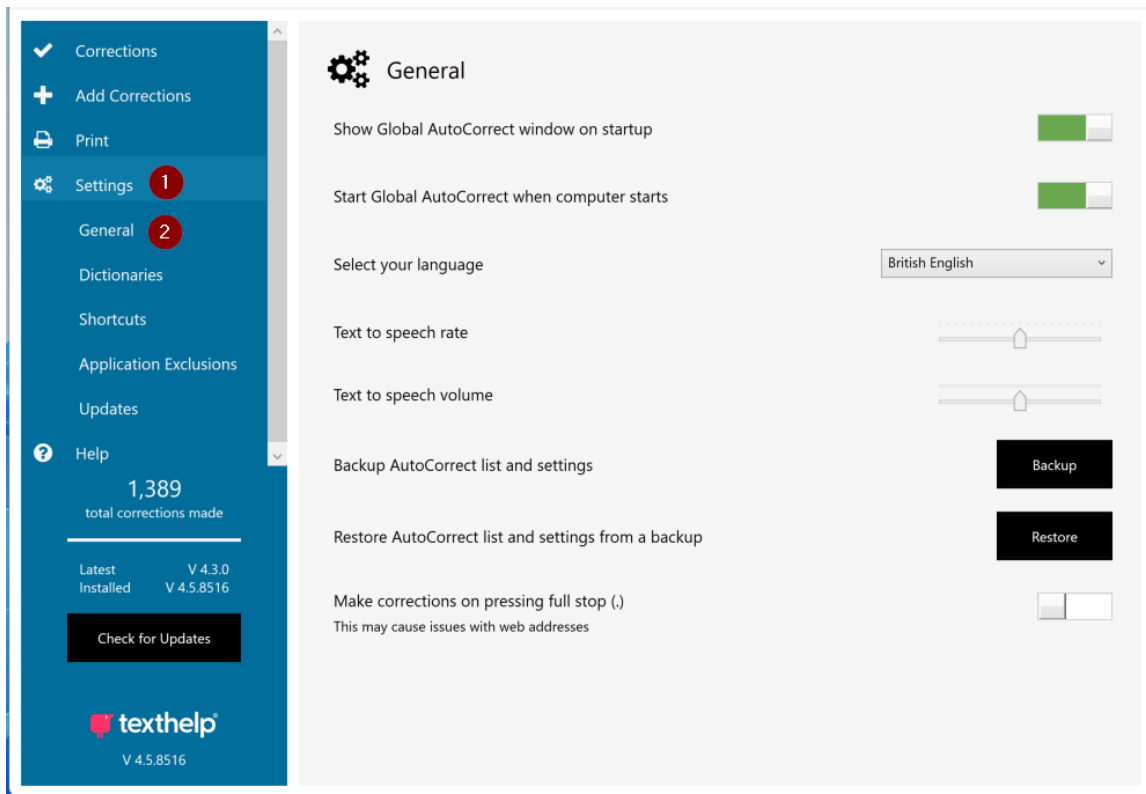 Corrections
Add Corrections
Print
Settings 1
General 2
Dictionaries
Shortcuts
Application Exclusions
Updates
Help
1,389
total corrections made
Latest V 4.3.0
Installed V 4.5.8516
Check for Updates
texthelp
V 4.5.8516
General
Show Global AutoCorrect window on startup
Start Global AutoCorrect when computer starts
Select your language British English
Text to speech rate
Text to speech volume
Backup AutoCorrect list and settings Backup
Restore AutoCorrect list and settings from a backup Restore
Make corrections on pressing full stop (.)
This may cause issues with web addresses